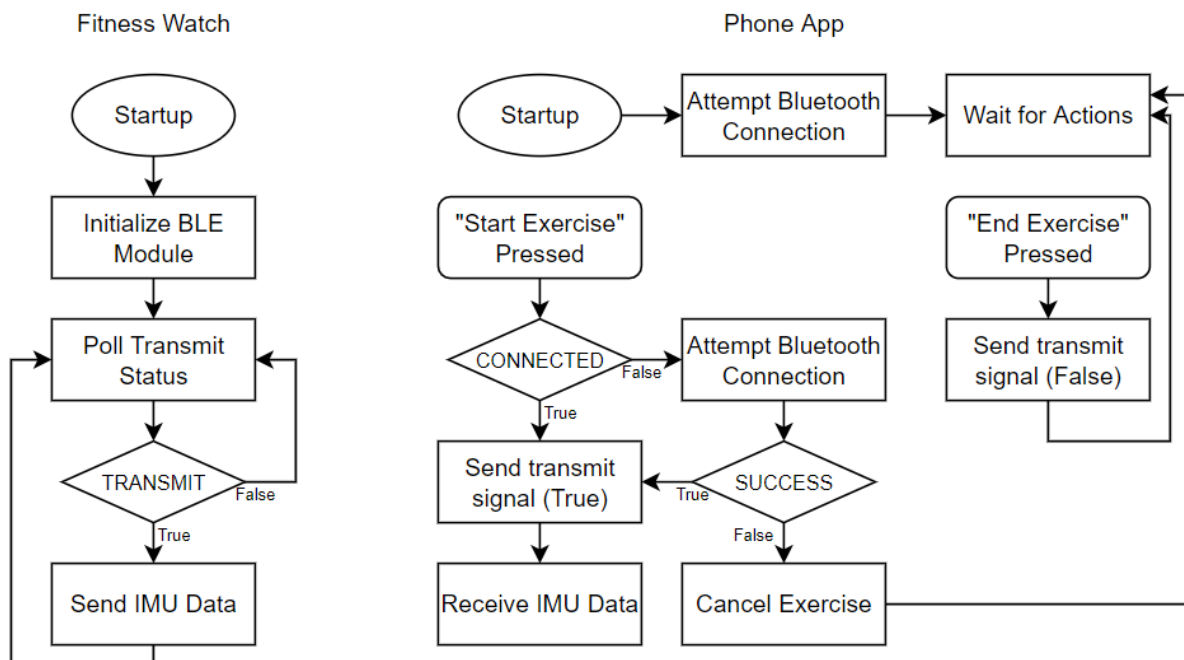 Fitness Watch
Phone App
Startup
Startup
Attempt Bluetooth
Connection
Wait for Actions
Initialize BLE
Module
"Start Exercise"
Pressed
"End Exercise"
Pressed
Poll Transmit
Status
CONNECTED
False
Attempt Bluetooth
Connection
Send transmit
signal (False)
True
TRANSMIT
False
Send transmit
signal (True)
True
SUCCESS
True
False
Send IMU Data
Receive IMU Data
Cancel Exercise